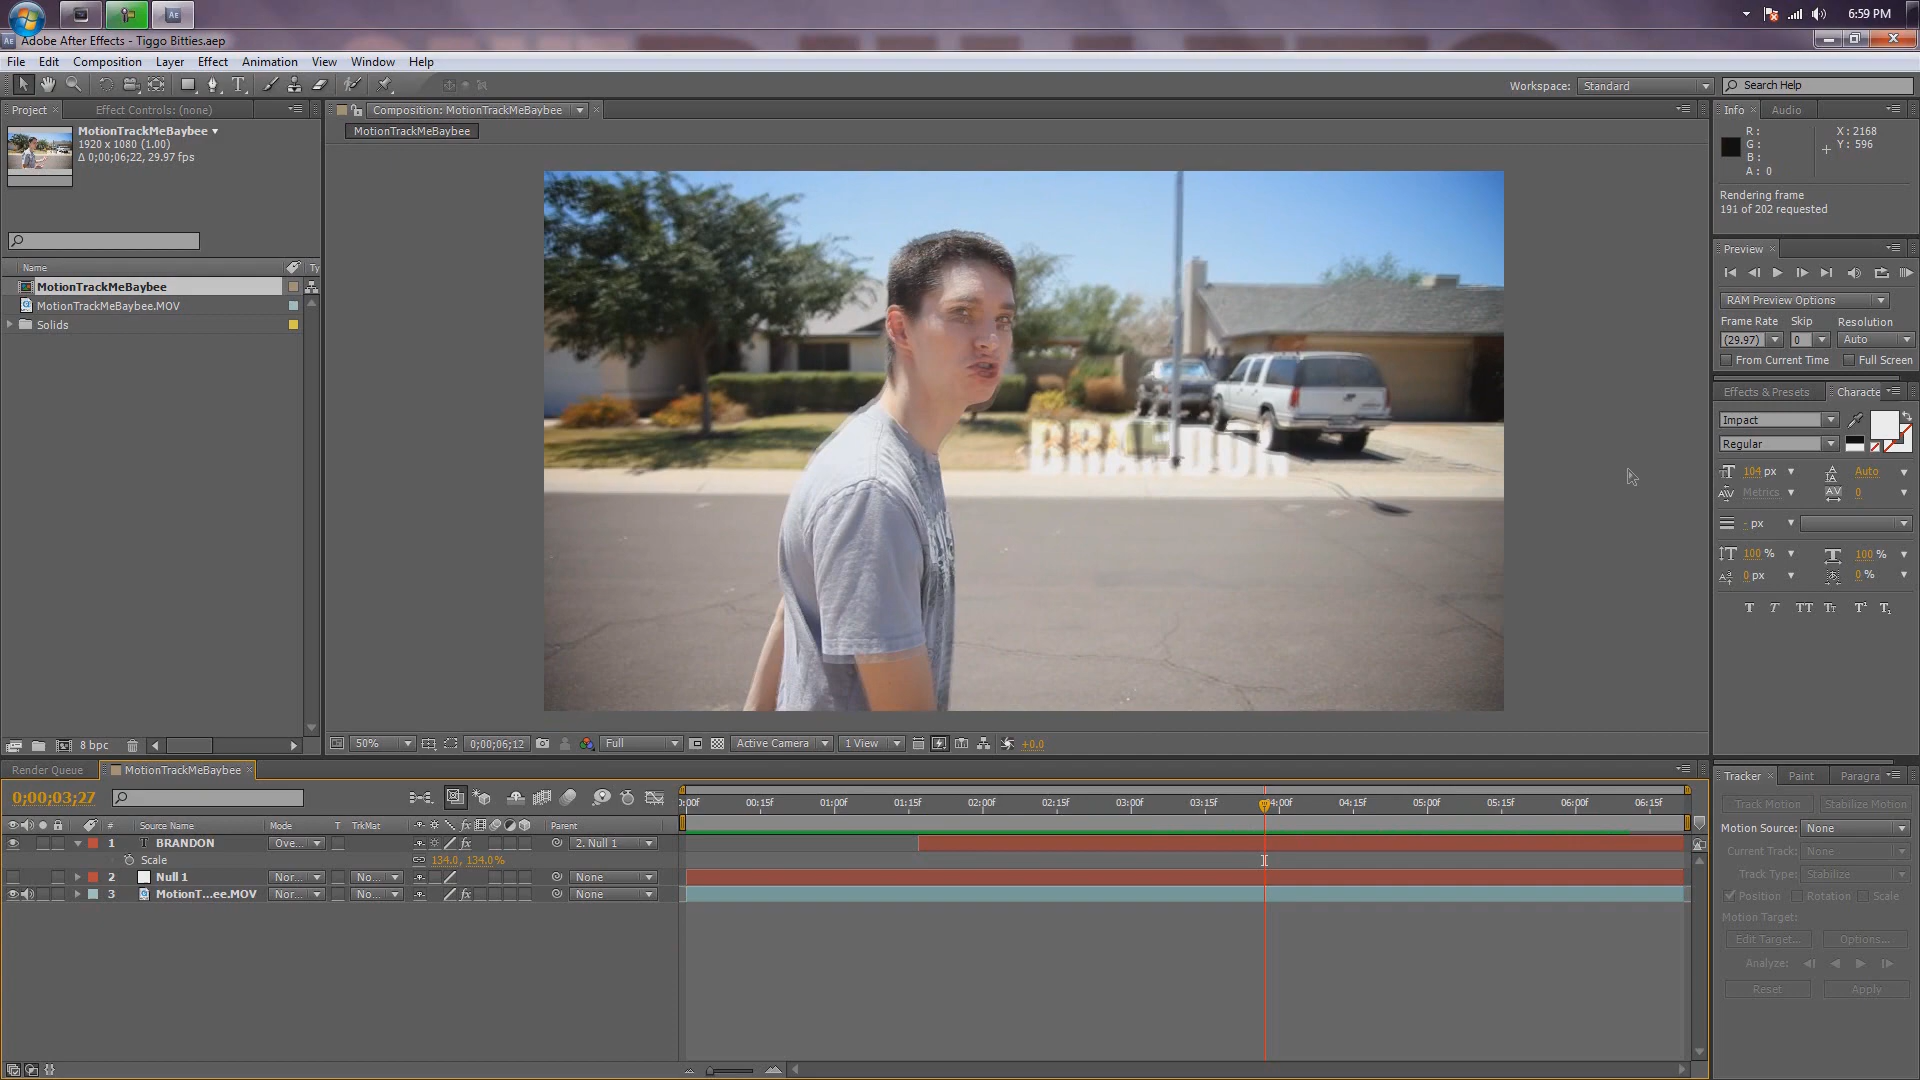 6:59 PM
Adobe After Effects - Tiggo Bitties.aep
File Edit Composition Layer Effect Animation View Window Help
Workspace: Standard Search Help
Project Effect Controls: (none)
Composition: MotionTrackMeBaybee
Info Audio
MotionTrackMeBaybee
1920 x 1080 (1.00)
Δ 0;00;06;22, 29.97 fps
MotionTrackMeBaybee
R :
G :
B :
A : 0
X : 2168
Y : 596
Rendering frame
191 of 202 requested
Name Ty
MotionTrackMeBaybee
MotionTrackMeBaybee.MOV
Solids
BRANDON
Preview
RAM Preview Options
Frame Rate Skip Resolution
(29.97) 0 Auto
From Current Time Full Screen
Effects & Presets Characte
Impact
Regular
104 px Auto
Metrics 0
- px
100 % 100 %
0 px 0 %
T T TT Tt T¹ T₁
8 bpc
50% 0;00;06;12 Full Active Camera 1 View +0.0
Render Queue MotionTrackMeBaybee
0;00;03;27
0:00f 00:15f 01:00f 01:15f 02:00f 02:15f 03:00f 03:15f 04:00f 04:15f 05:00f 05:15f 06:00f 06:15f
# Source Name Mode T TrkMat fx Parent
1 T BRANDON Ove... fx 2. Null 1
Scale 134.0, 134.0%
2 Null 1 Nor... No... None
3 MotionT...ee.MOV Nor... No... fx None
Tracker Paint Paragra
Track Motion Stabilize Motion
Motion Source: None
Current Track: None
Track Type: Stabilize
Position Rotation Scale
Motion Target:
Edit Target... Options...
Analyze:
Reset Apply